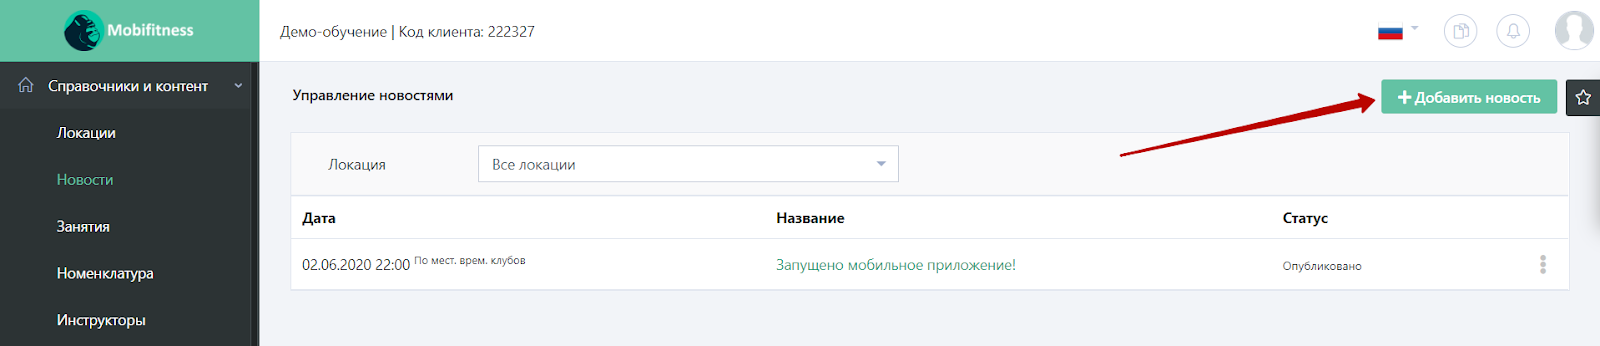 Mobifitness
Демо-обучение | Код клиента: 222327
Справочники и контент
Локации
Новости
Занятия
Номенклатура
Инструкторы
Управление новостями
+ Добавить новость
Локация
Все локации
Дата Название Статус
02.06.2020 22:00 По мест. врем. клубов Запущено мобильное приложение! Опубликовано